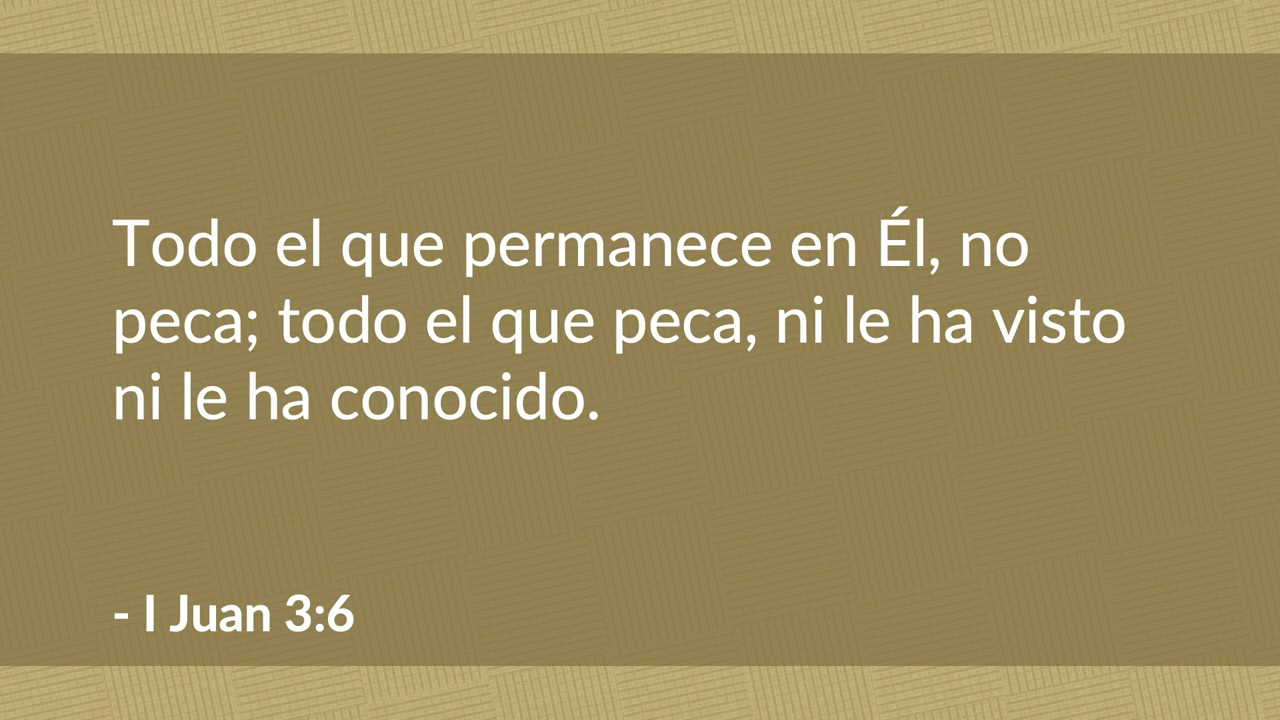 Todo el que permanece en Él, no
peca; todo el que peca, ni le ha visto
ni le ha conocido.
- I Juan 3:6